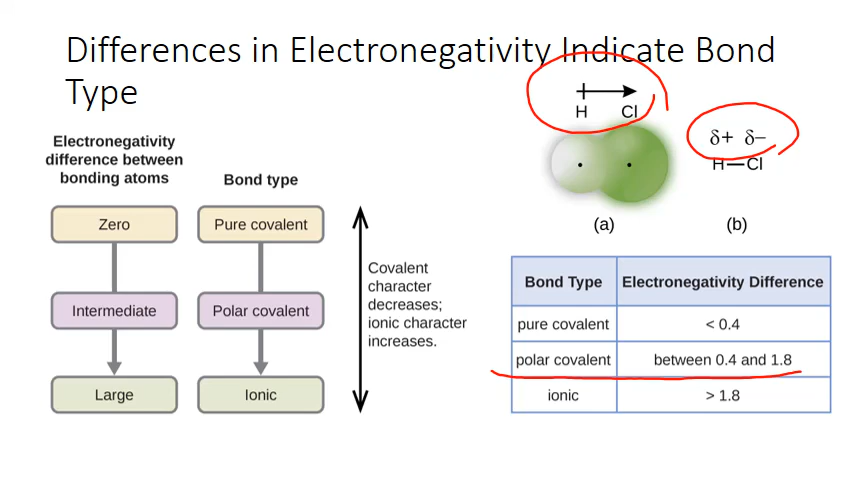 Differences in Electronegativity Indicate Bond
Type
Electronegativity
difference between
bonding atoms
Bond type
Zero
Pure covalent
Intermediate
Polar covalent
Large
Ionic
Covalent
character
decreases;
ionic character
increases.
H Cl
(a)
δ+ δ−
H—Cl
(b)
Bond Type Electronegativity Difference
pure covalent < 0.4
polar covalent between 0.4 and 1.8
ionic > 1.8